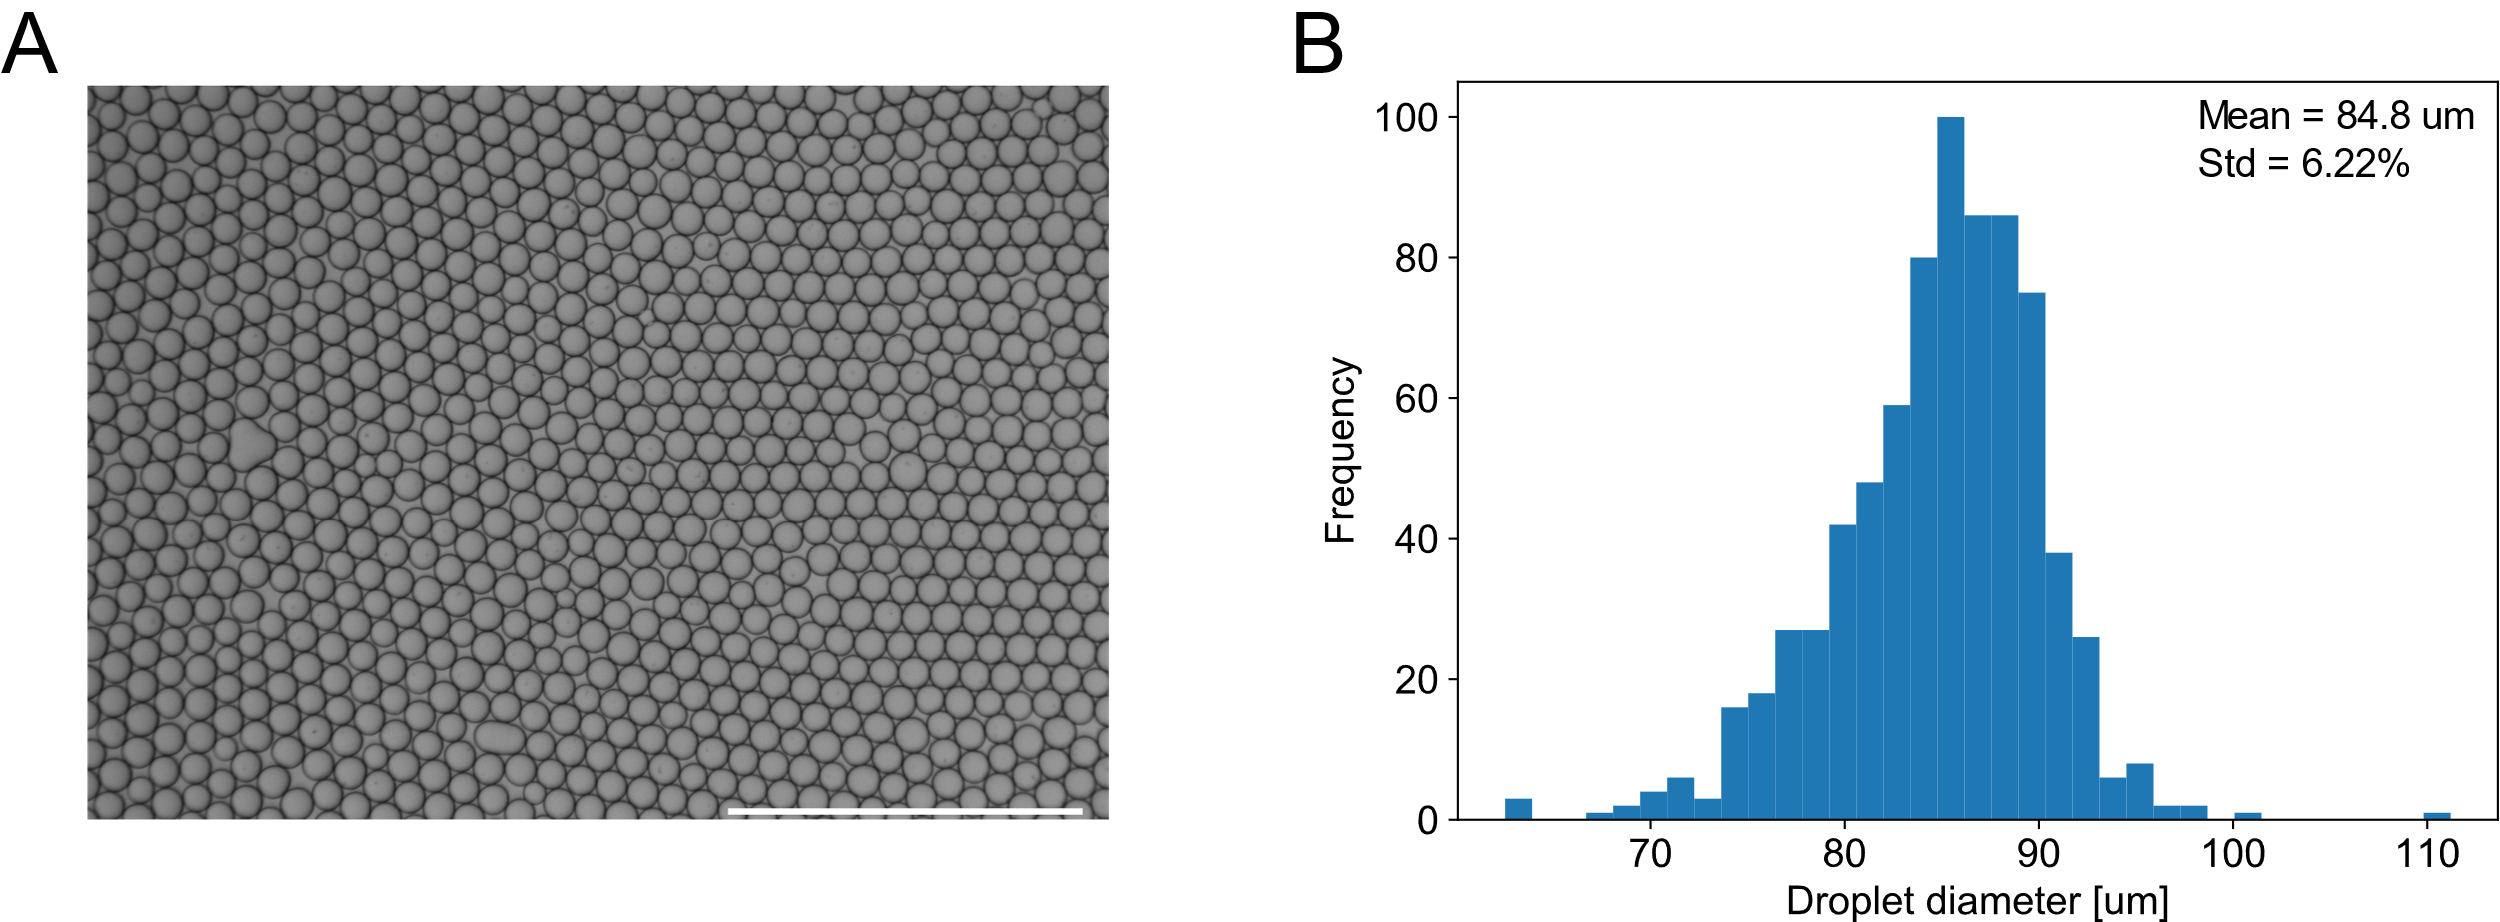 A
B
Mean = 84.8 um
Std = 6.22%
100
80
60
40
20
0
Frequency
70 80 90 100 110
Droplet diameter [um]